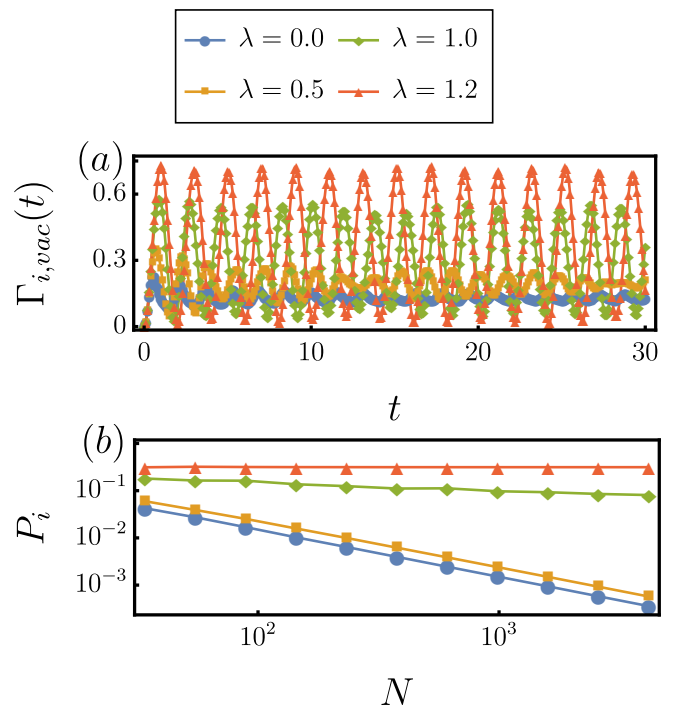 λ = 0.0 λ = 1.0
λ = 0.5 λ = 1.2
(a)
Γ_{i,vac}(t)
0.6
0.3
0
0 10 20 30
t
(b)
P_i
10^{-1}
10^{-2}
10^{-3}
10^2 10^3
N